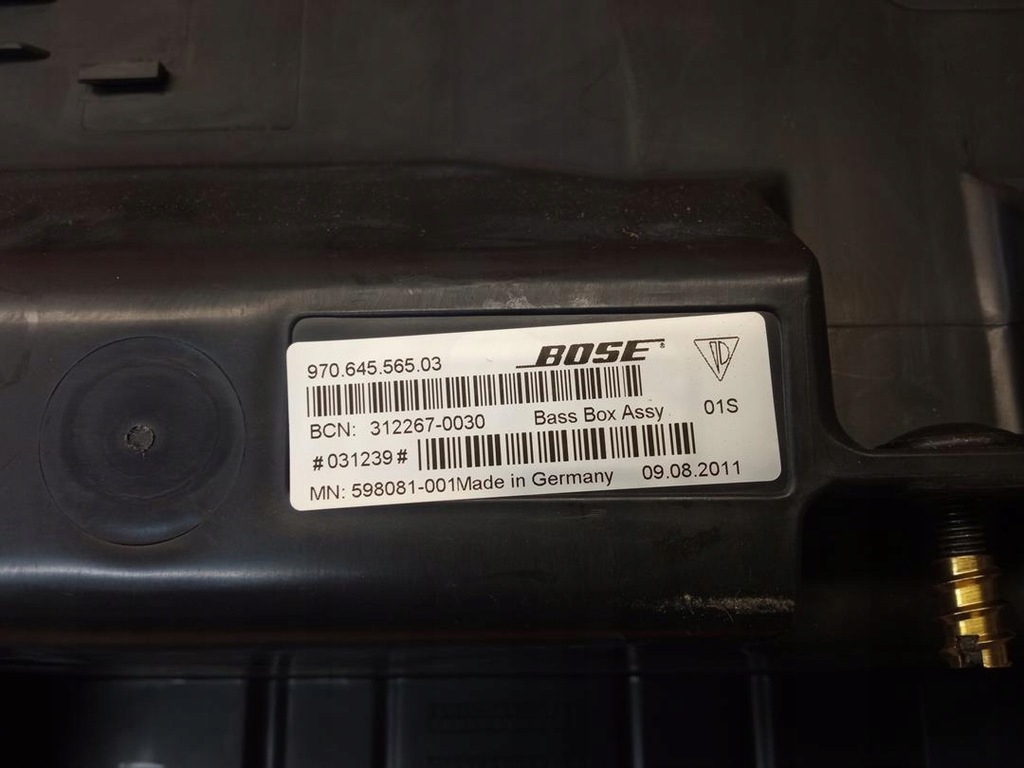 970.645.565.03 BOSE®
BCN: 312267-0030 Bass Box Assy 01S
#031239#
MN: 598081-001Made in Germany 09.08.2011